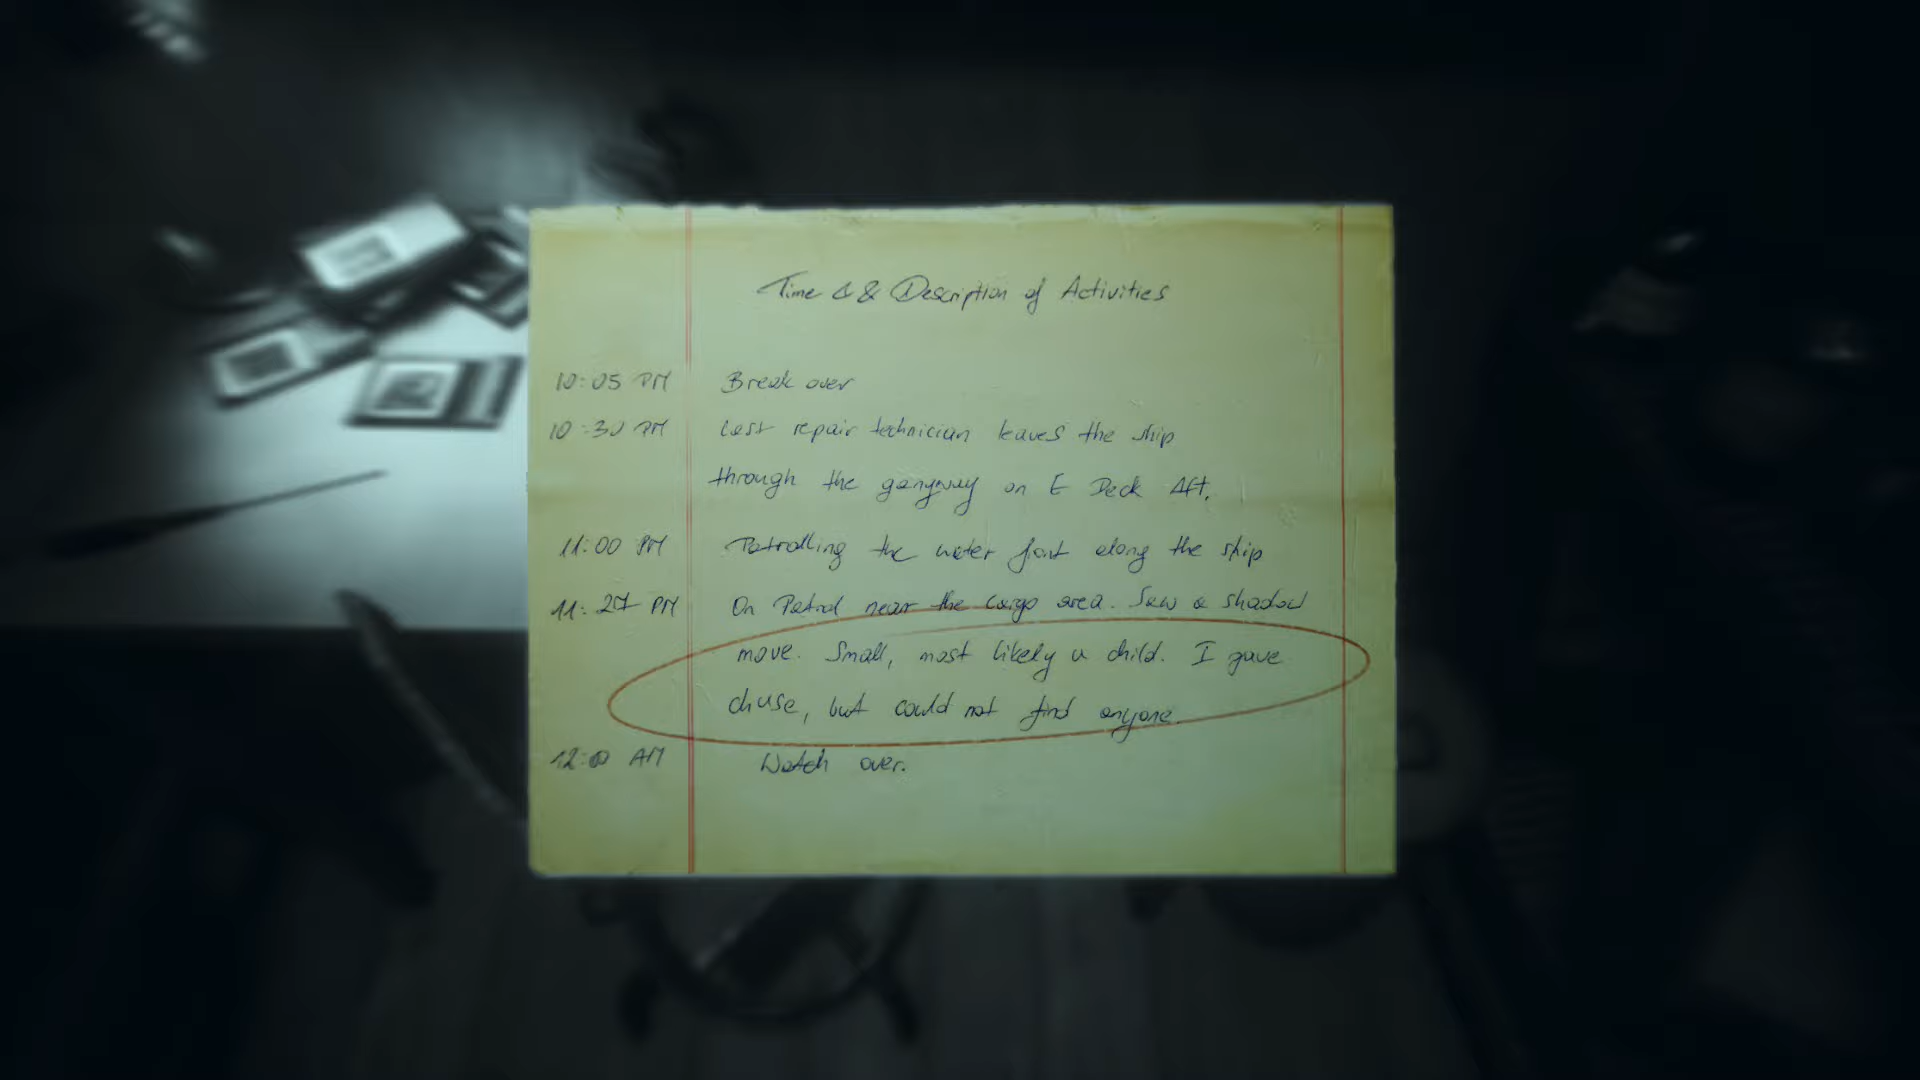 Time & Description of Activities
10:05 PM Break over
10:30 PM Last repair technician leaves the ship
through the gangway on E Deck Aft.
11:00 PM Patrolling the water font along the ship
11:27 PM On Patrol near the cargo area. Saw a shadow
move. Small, most likely a child. I gave
chase, but could not find anyone.
12:0 AM Watch over.